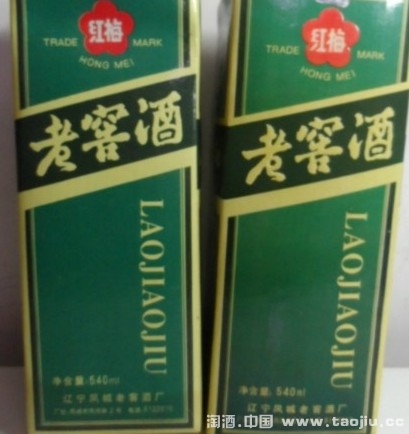 红梅
TRADE MARK
HONG MEI
老窖酒
LAOJIAOJIU
净含量:540ml
辽宁凤城老窖酒厂
红梅
TRADE MARK
HONG MEI
老窖酒
LAOJIAOJIU
净含量:540ml
辽宁凤城老窖酒厂
淘酒.中国 www.taojiu.cc